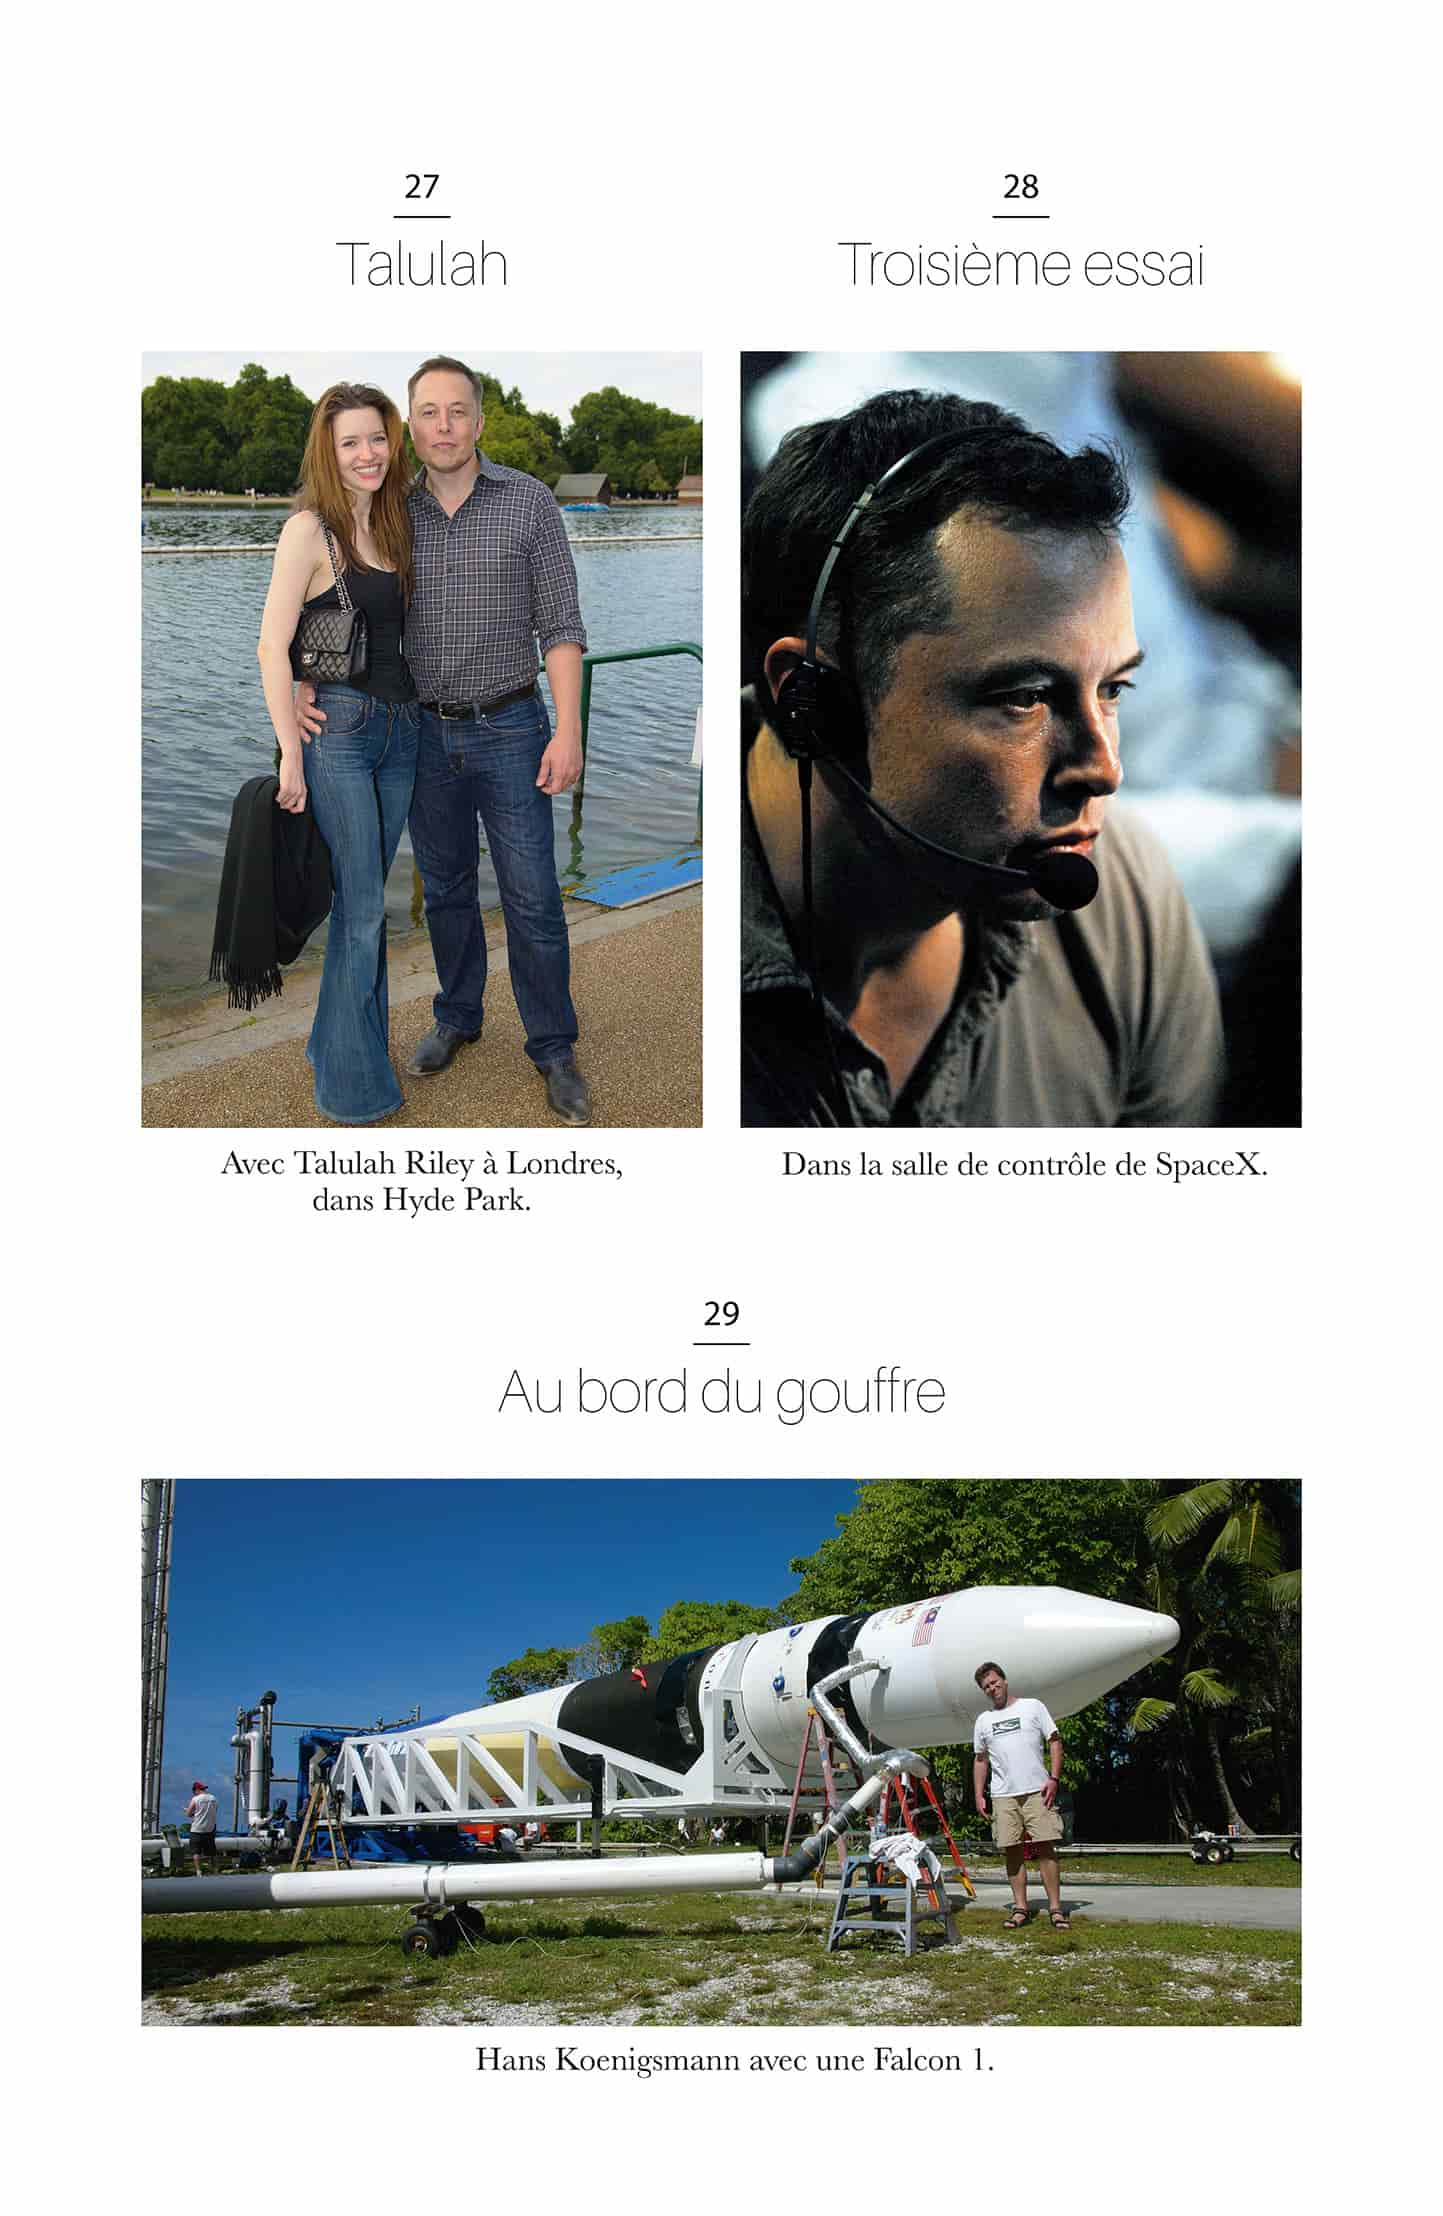 27
Talulah
Avec Talulah Riley à Londres,
dans Hyde Park.
28
Troisième essai
Dans la salle de contrôle de SpaceX.
29
Au bord du gouffre
Hans Koenigsmann avec une Falcon 1.